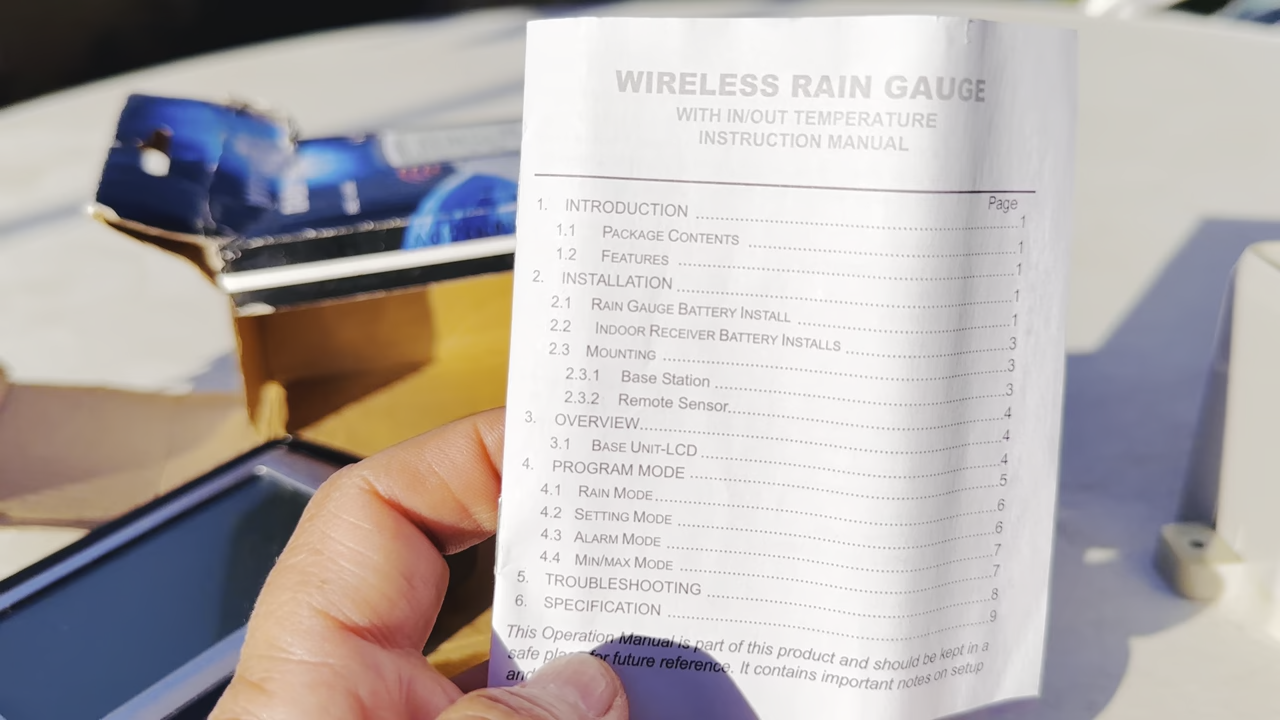 WIRELESS RAIN GAUGE
WITH IN/OUT TEMPERATURE
INSTRUCTION MANUAL
Page
1. INTRODUCTION ........ 1
1.1 PACKAGE CONTENTS ........ 1
1.2 FEATURES ........ 1
2. INSTALLATION ........ 1
2.1 RAIN GAUGE BATTERY INSTALL ........ 1
2.2 INDOOR RECEIVER BATTERY INSTALLS ........ 3
2.3 MOUNTING ........ 3
2.3.1 Base Station ........ 3
2.3.2 Remote Sensor ........ 4
3. OVERVIEW ........ 4
3.1 BASE UNIT-LCD ........ 4
4. PROGRAM MODE ........ 5
4.1 RAIN MODE ........ 6
4.2 SETTING MODE ........ 6
4.3 ALARM MODE ........ 7
4.4 MIN/MAX MODE ........ 7
5. TROUBLESHOOTING ........ 8
6. SPECIFICATION ........ 9
This Operation Manual is part of this product and should be kept in a
safe place for future reference. It contains important notes on setup
and